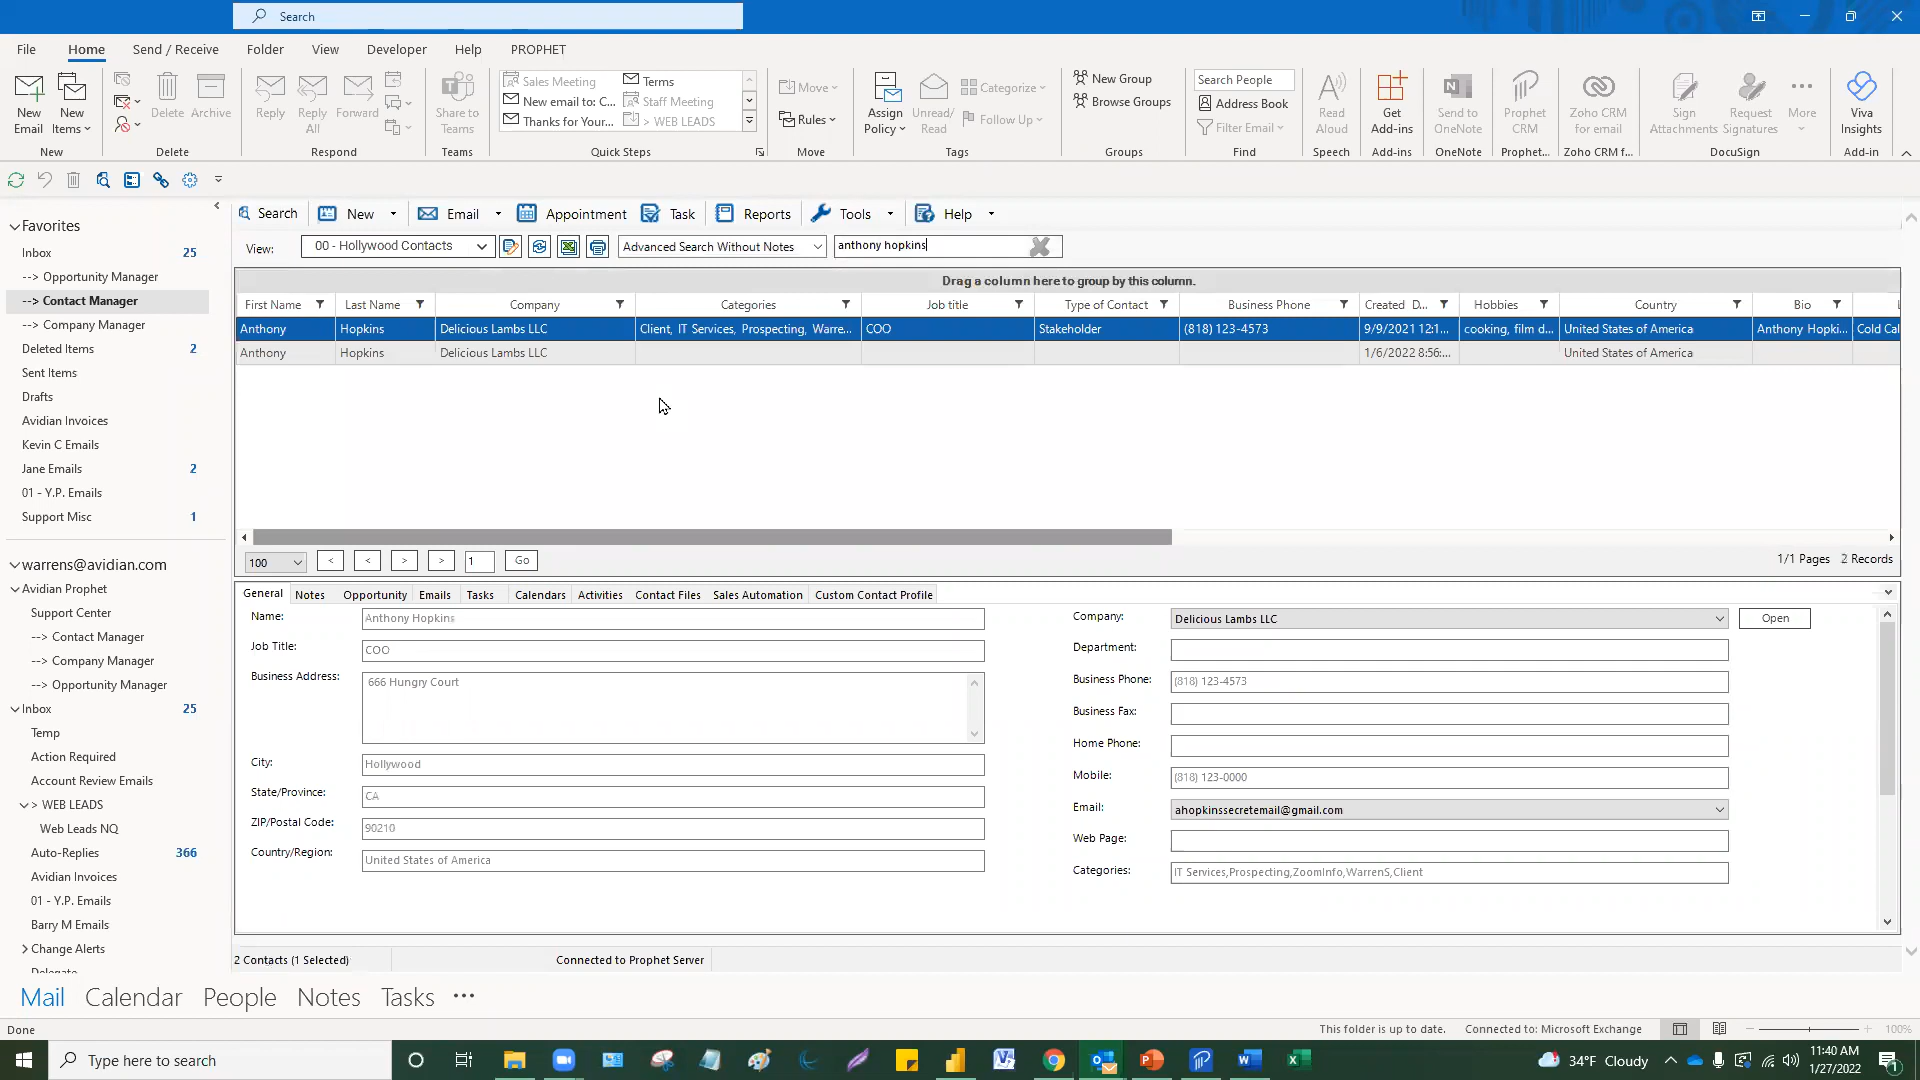 Search
File Home Send / Receive Folder View Developer Help PROPHET
New Email
New Items
Delete
Archive
Reply
Reply All
Forward
Share to Teams
Sales Meeting
New email to: C...
Thanks for Your...
Terms
Staff Meeting
> WEB LEADS
Move
Rules
Assign Policy
Unread/ Read
Categorize
Follow Up
New Group
Browse Groups
Search People
Address Book
Filter Email
Read Aloud
Get Add-ins
Send to OneNote
Prophet CRM
Zoho CRM for email
Sign Attachments
Request Signatures
More
Viva Insights
New Delete Respond Teams Quick Steps Move Tags Groups Find Speech Add-ins OneNote Prophet... Zoho CRM f... DocuSign Add-in
Favorites
Inbox 25
--> Opportunity Manager
--> Contact Manager
--> Company Manager
Deleted Items 2
Sent Items
Drafts
Avidian Invoices
Kevin C Emails
Jane Emails 2
01 - Y.P. Emails
Support Misc 1
warrens@avidian.com
Avidian Prophet
Support Center
--> Contact Manager
--> Company Manager
--> Opportunity Manager
Inbox 25
Temp
Action Required
Account Review Emails
> WEB LEADS
Web Leads NQ
Auto-Replies 366
Avidian Invoices
01 - Y.P. Emails
Barry M Emails
Change Alerts
Delegate
Search New Email Appointment Task Reports Tools Help
View: 00 - Hollywood Contacts Advanced Search Without Notes anthony hopkins
Drag a column here to group by this column.
First Name Last Name Company Categories Job title Type of Contact Business Phone Created D... Hobbies Country Bio L
Anthony Hopkins Delicious Lambs LLC Client, IT Services, Prospecting, Warre... COO Stakeholder (818) 123-4573 9/9/2021 12:1... cooking, film d... United States of America Anthony Hopki... Cold Cal
Anthony Hopkins Delicious Lambs LLC 1/6/2022 8:56:... United States of America
100 < < > > 1 Go 1/1 Pages 2 Records
General Notes Opportunity Emails Tasks Calendars Activities Contact Files Sales Automation Custom Contact Profile
Name: Anthony Hopkins
Job Title: COO
Business Address: 666 Hungry Court
City: Hollywood
State/Province: CA
ZIP/Postal Code: 90210
Country/Region: United States of America
Company: Delicious Lambs LLC Open
Department:
Business Phone: (818) 123-4573
Business Fax:
Home Phone:
Mobile: (818) 123-0000
Email: ahopkinssecretemail@gmail.com
Web Page:
Categories: IT Services,Prospecting,ZoomInfo,WarrenS,Client
2 Contacts (1 Selected) Connected to Prophet Server
Mail Calendar People Notes Tasks ...
Done This folder is up to date. Connected to: Microsoft Exchange 100%
Type here to search 34°F Cloudy 11:40 AM
1/27/2022 1